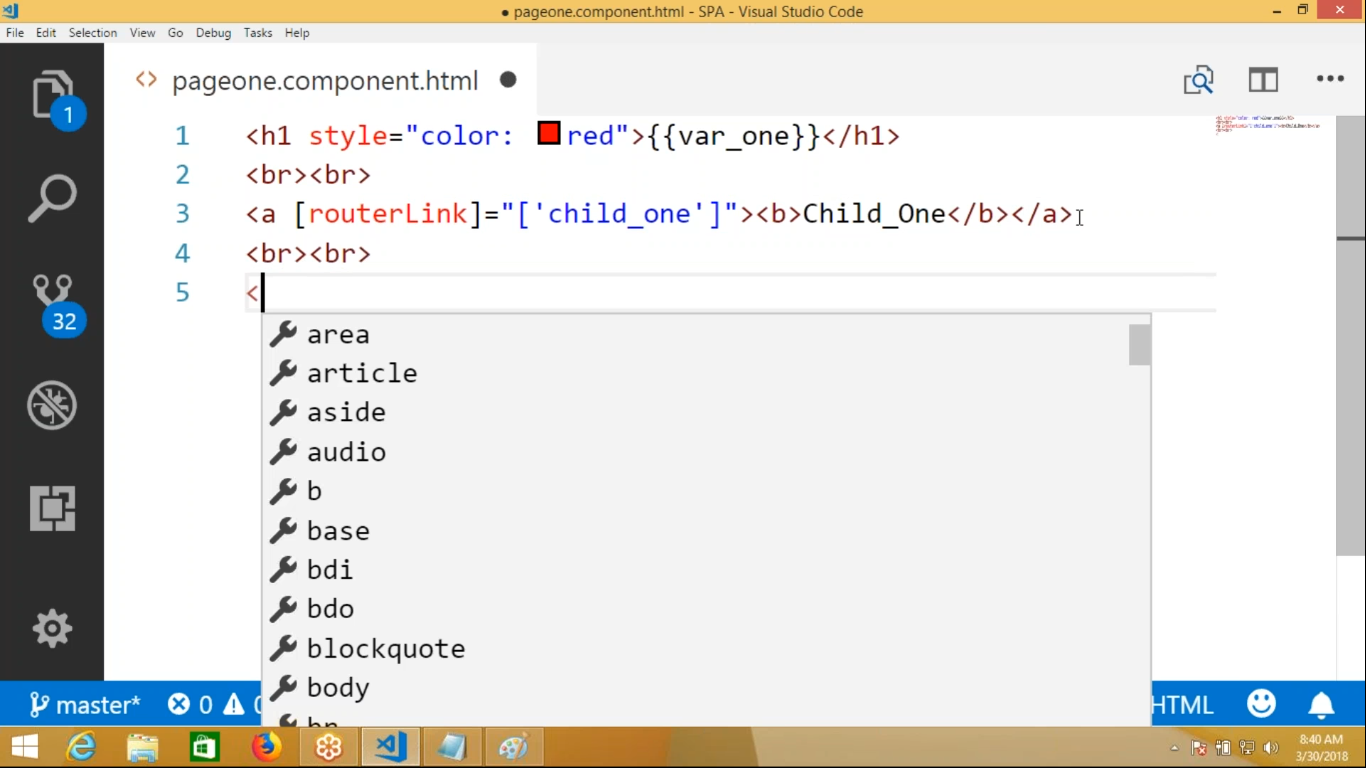 ● pageone.component.html - SPA - Visual Studio Code
File Edit Selection View Go Debug Tasks Help
<> pageone.component.html ●
1
1 <h1 style="color: red">{{var_one}}</h1>
2 <br><br>
3 <a [routerLink]="['child_one']"><b>Child_One</b></a>
4 <br><br>
5 <
32
area
article
aside
audio
b
base
bdi
bdo
blockquote
body
br
master* 0 0 HTML
8:40 AM
3/30/2018